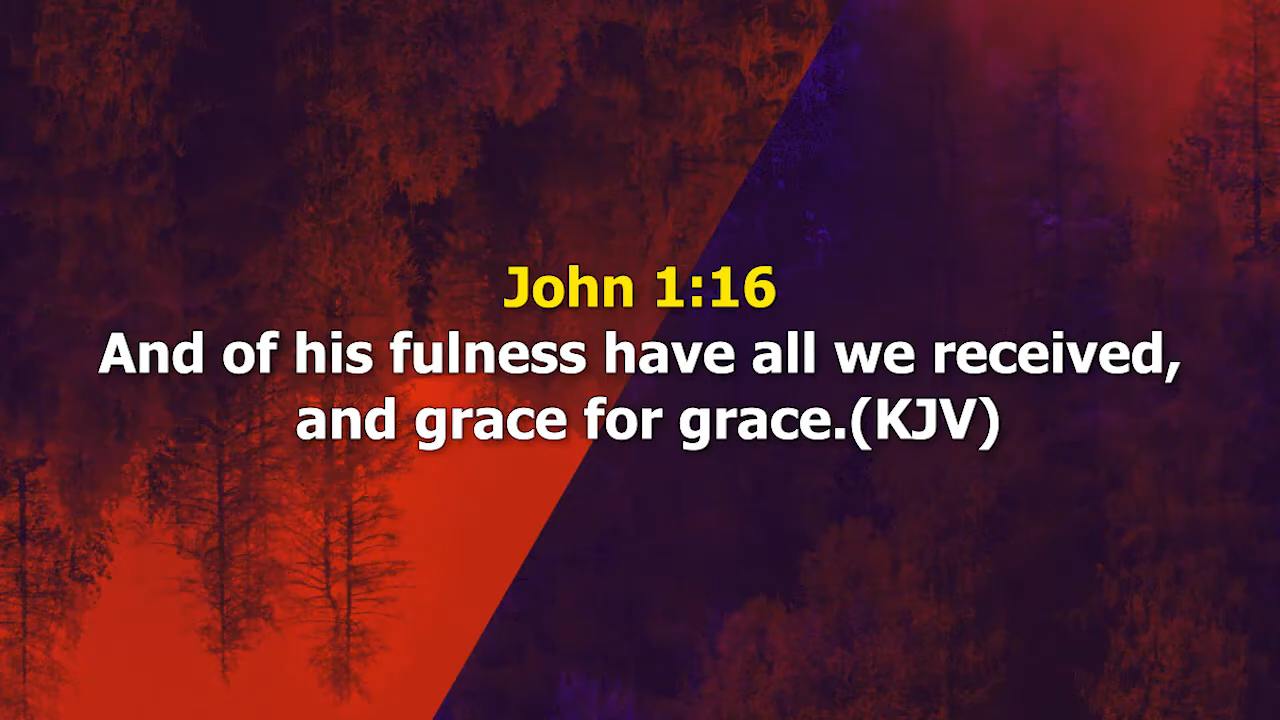 John 1:16
And of his fulness have all we received,
and grace for grace.(KJV)